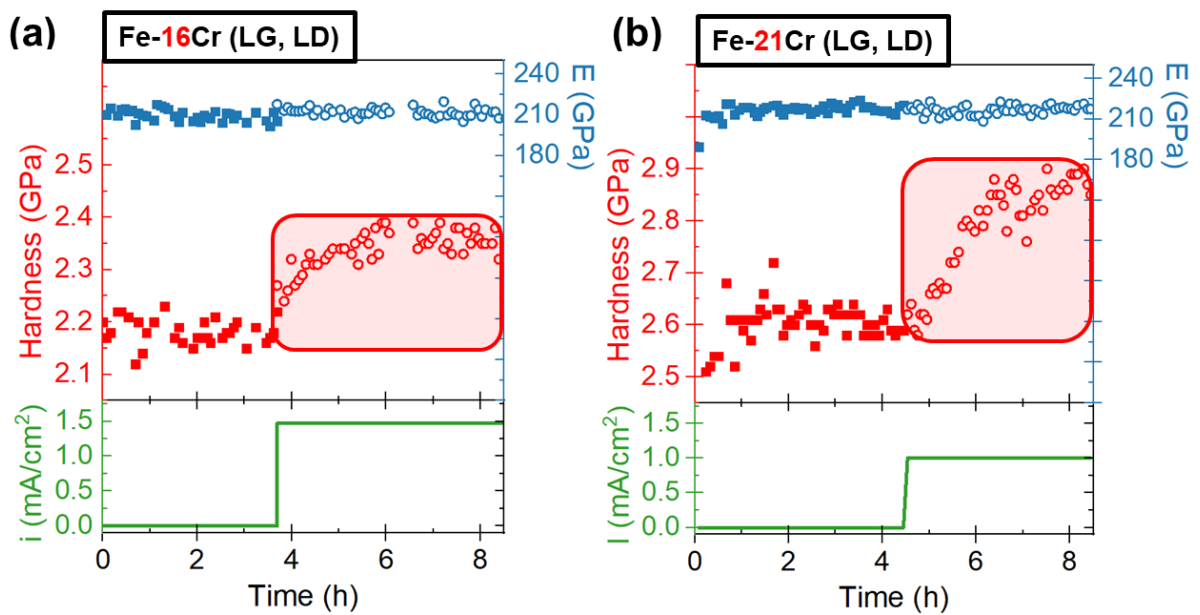 (a)
Fe-16Cr (LG, LD)
Hardness (GPa)
2.5
2.4
2.3
2.2
2.1
240
210
180
E (GPa)
i (mA/cm²)
1.5
1.0
0.5
0.0
0
2
4
6
8
Time (h)
(b)
Fe-21Cr (LG, LD)
Hardness (GPa)
2.9
2.8
2.7
2.6
2.5
240
210
180
E (GPa)
I (mA/cm²)
1.5
1.0
0.5
0.0
0
2
4
6
8
Time (h)